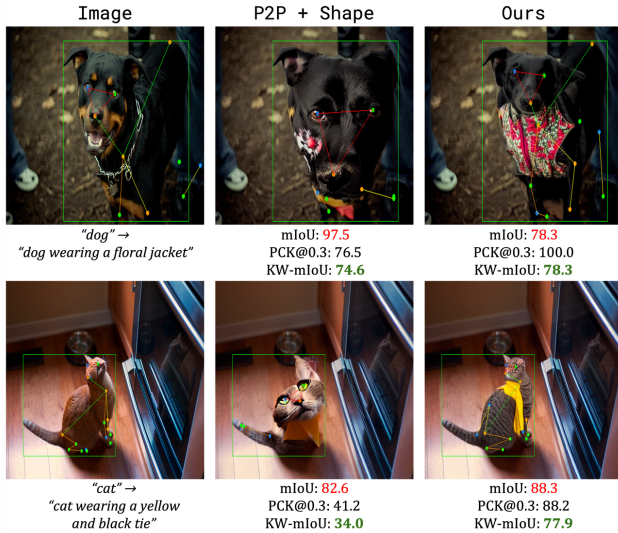 Image P2P + Shape Ours
“dog” → mIoU: 97.5 mIoU: 78.3
“dog wearing a floral jacket” PCK@0.3: 76.5 PCK@0.3: 100.0
KW-mIoU: 74.6 KW-mIoU: 78.3
“cat” → mIoU: 82.6 mIoU: 88.3
“cat wearing a yellow PCK@0.3: 41.2 PCK@0.3: 88.2
and black tie” KW-mIoU: 34.0 KW-mIoU: 77.9